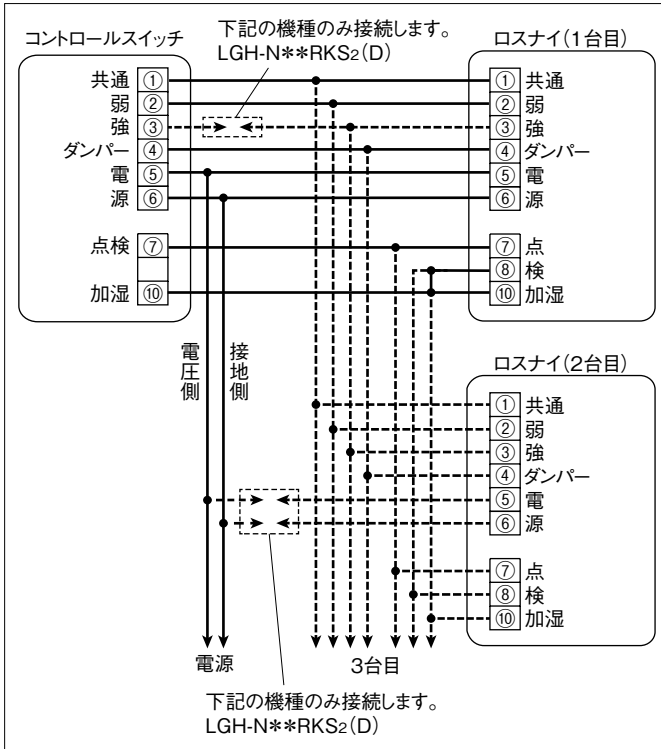 下記の機種のみ接続します。
LGH-N**RKS2(D)
コントロールスイッチ
共通 ①
弱 ②
強 ③
ダンパー ④
電 ⑤
源 ⑥
点検 ⑦
加湿 ⑩
ロスナイ(1台目)
① 共通
② 弱
③ 強
④ ダンパー
⑤ 電
⑥ 源
⑦ 点
⑧ 検
⑩ 加湿
電圧側
接地側
ロスナイ(2台目)
① 共通
② 弱
③ 強
④ ダンパー
⑤ 電
⑥ 源
⑦ 点
⑧ 検
⑩ 加湿
電源
3台目
下記の機種のみ接続します。
LGH-N**RKS2(D)